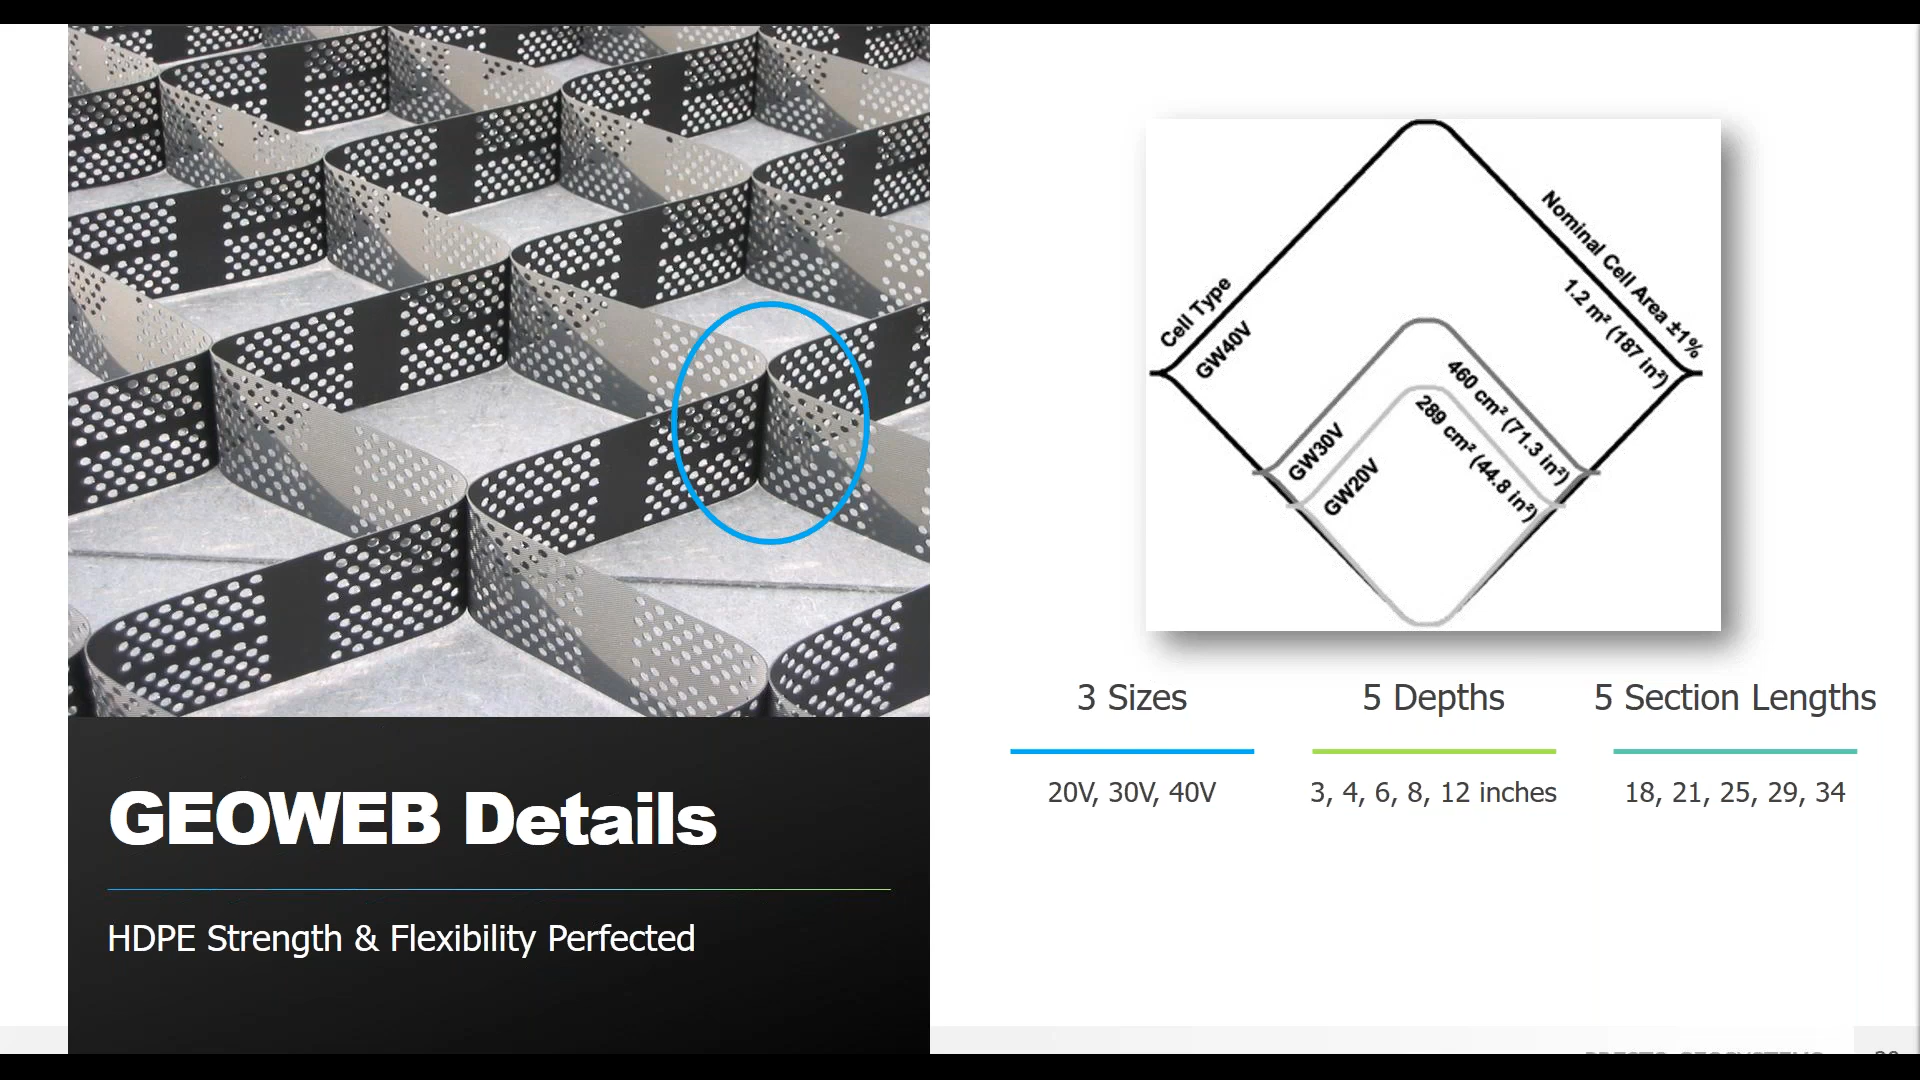 GEOWEB Details
HDPE Strength & Flexibility Perfected
Cell Type
GW40V
Nominal Cell Area ±1%
1.2 m² (187 in²)
GW30V
460 cm² (71.3 in²)
GW20V
289 cm² (44.8 in²)
3 Sizes
20V, 30V, 40V
5 Depths
3, 4, 6, 8, 12 inches
5 Section Lengths
18, 21, 25, 29, 34